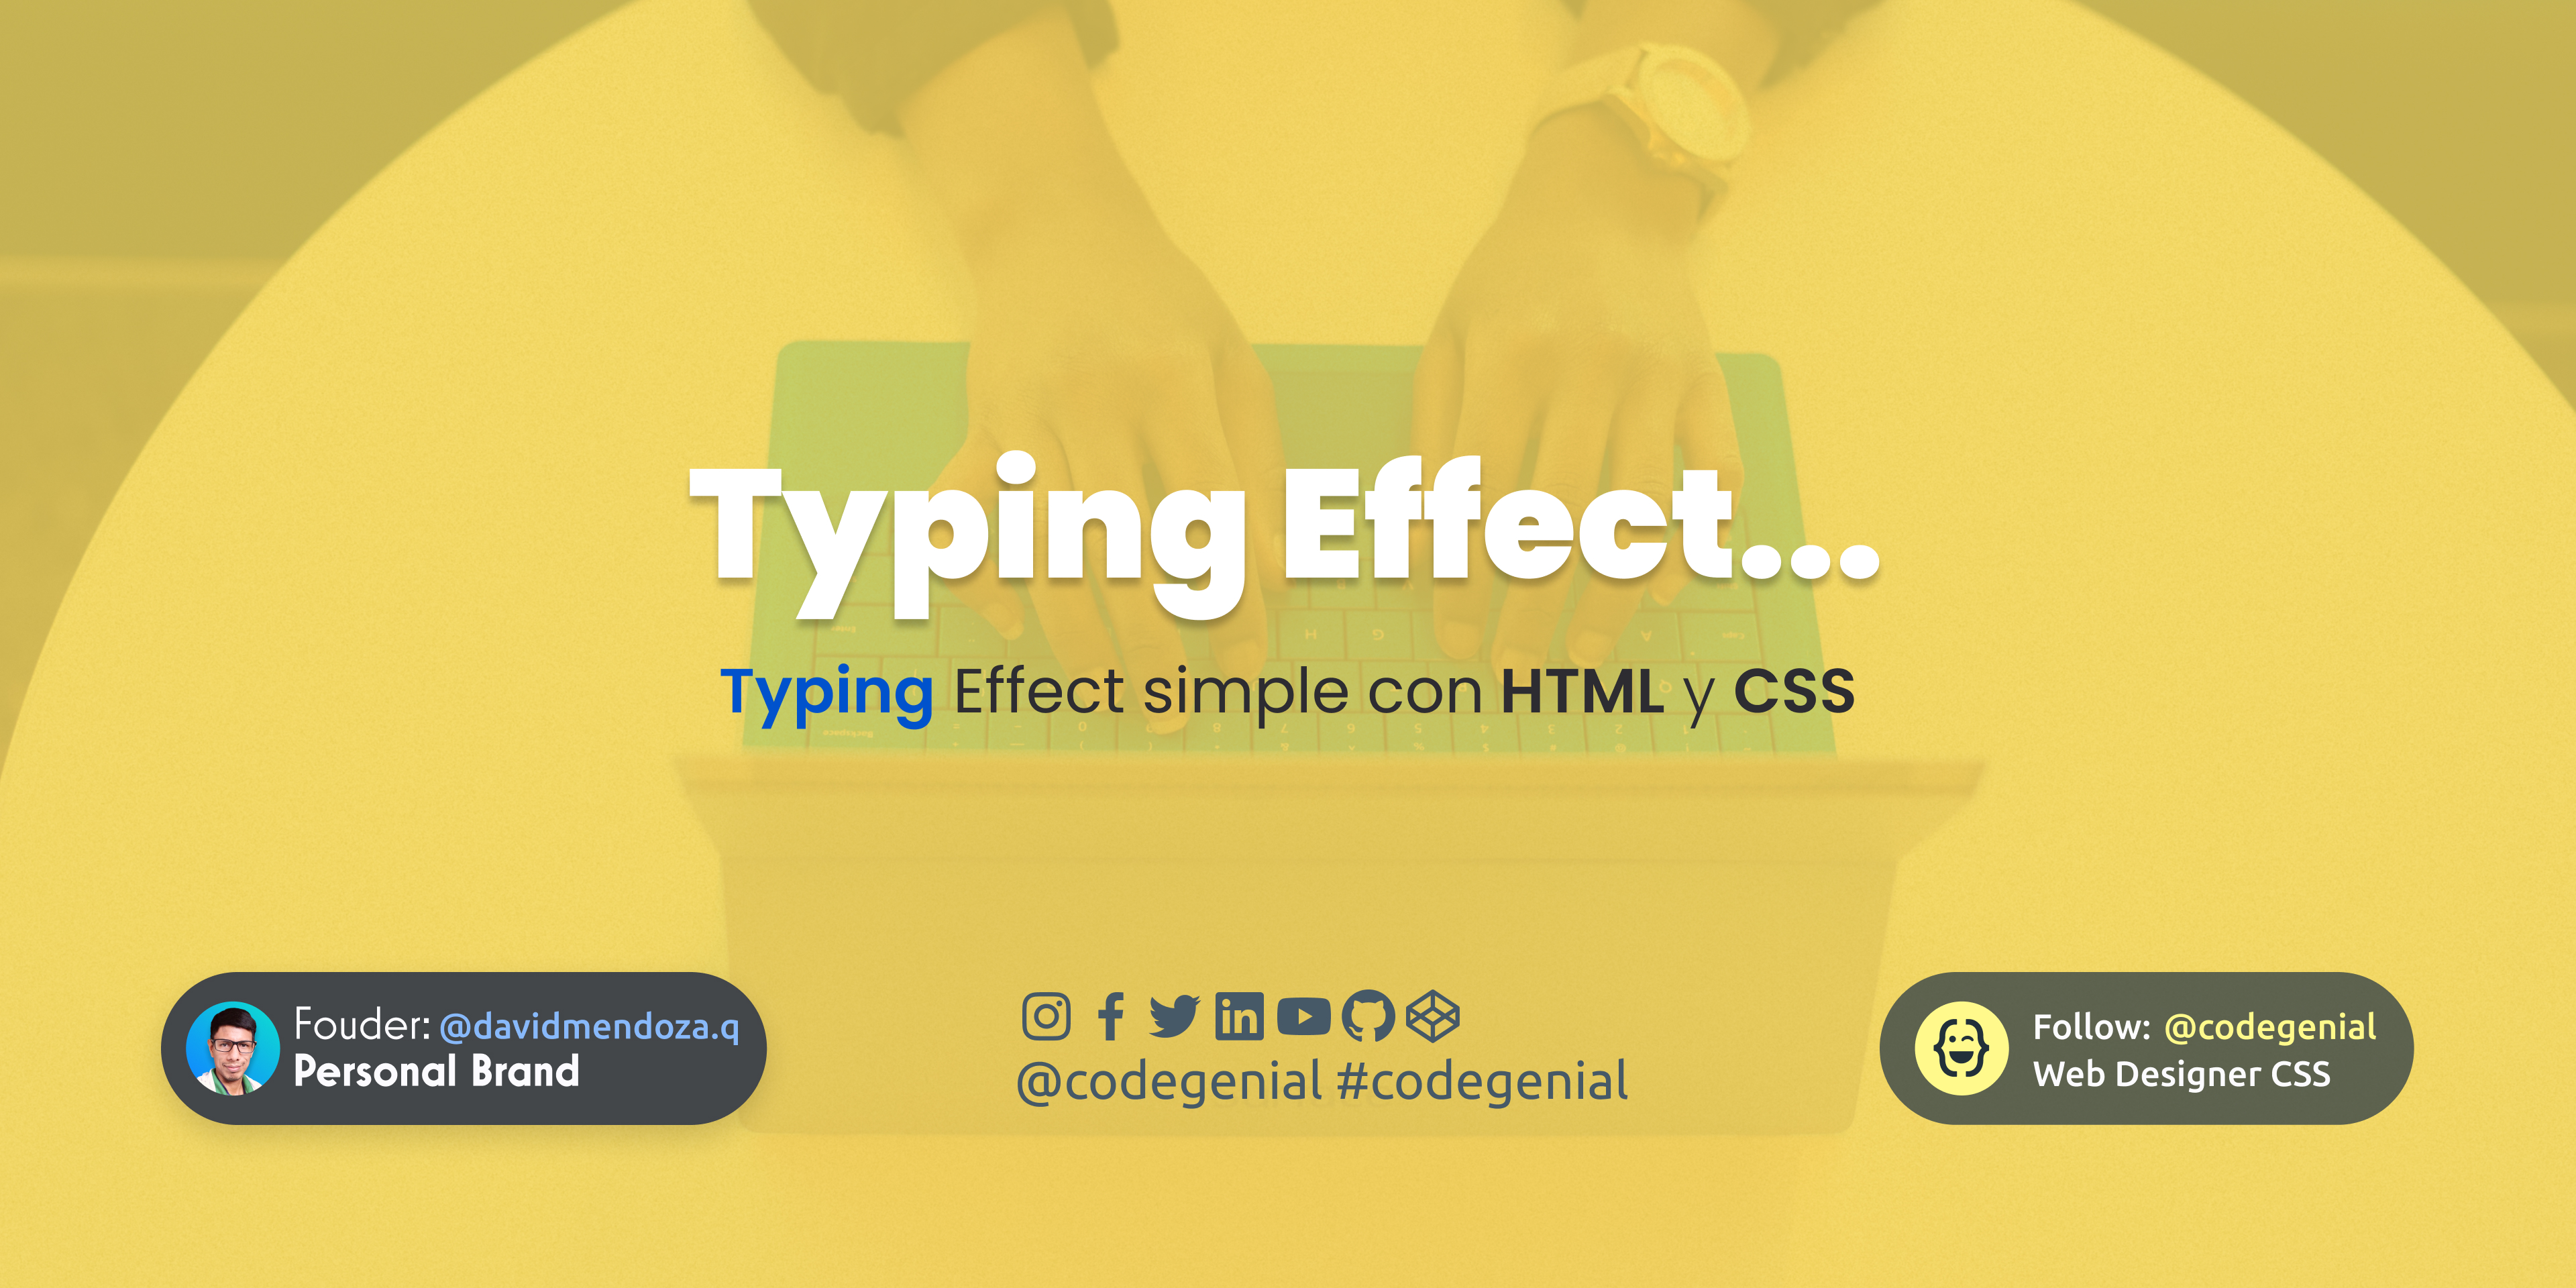 Typing Effect...
Typing Effect simple con HTML y CSS
Fouder: @davidmendoza.q
Personal Brand
@codegenial #codegenial
Follow: @codegenial
Web Designer CSS